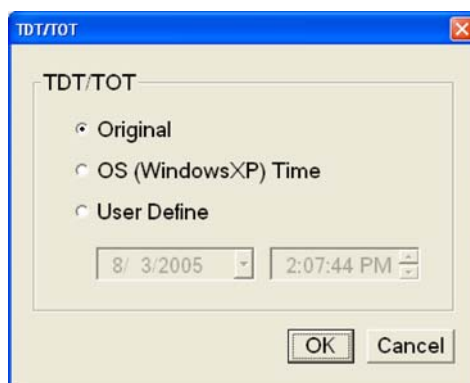 TDT/TOT
TDT/TOT
Original
OS (WindowsXP) Time
User Define
8/ 3/2005 2:07:44 PM
OK Cancel